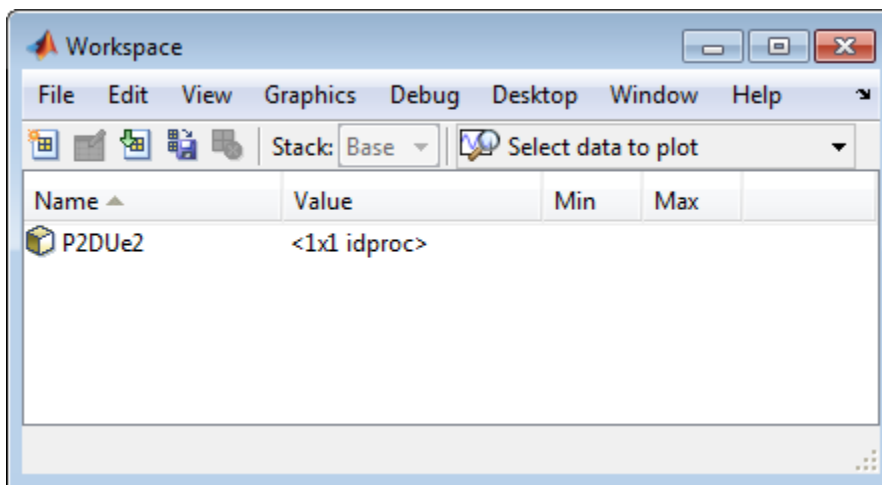 Workspace
File Edit View Graphics Debug Desktop Window Help
Stack: Base Select data to plot
Name Value Min Max
P2DUe2 <1x1 idproc>